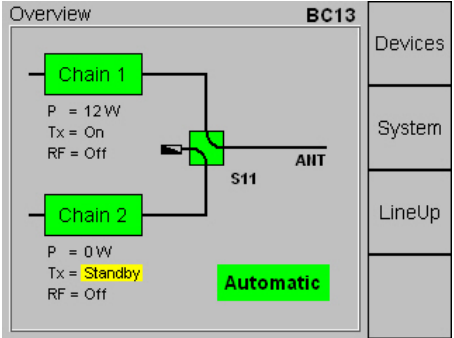 Overview BC13
Chain 1
P = 12 W
Tx = On
RF = Off
ANT
S11
Chain 2
P = 0 W
Tx = Standby
RF = Off
Automatic
Devices
System
LineUp